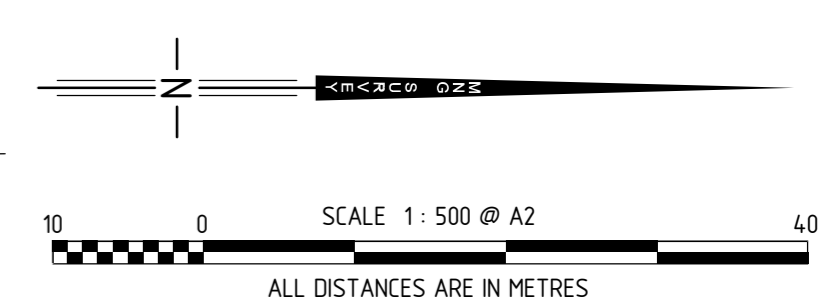 N
MNG SURVEY
10 0 SCALE 1 : 500 @ A2 40
ALL DISTANCES ARE IN METRES